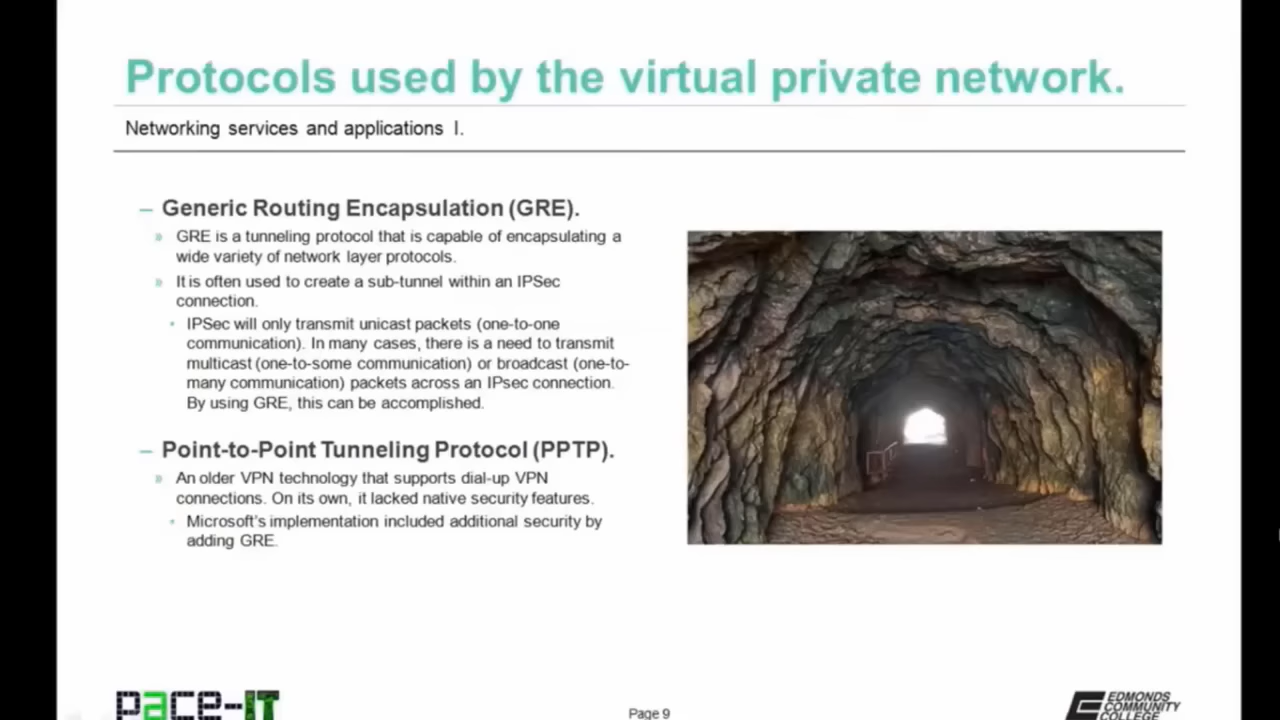 Protocols used by the virtual private network.
Networking services and applications I.
– Generic Routing Encapsulation (GRE).
» GRE is a tunneling protocol that is capable of encapsulating a
wide variety of network layer protocols.
» It is often used to create a sub-tunnel within an IPSec
connection.
• IPSec will only transmit unicast packets (one-to-one
communication). In many cases, there is a need to transmit
multicast (one-to-some communication) or broadcast (one-to-
many communication) packets across an IPsec connection.
By using GRE, this can be accomplished.
– Point-to-Point Tunneling Protocol (PPTP).
» An older VPN technology that supports dial-up VPN
connections. On its own, it lacked native security features.
• Microsoft's implementation included additional security by
adding GRE.
pace-IT
Page 9
EDMONDS
COMMUNITY
COLLEGE